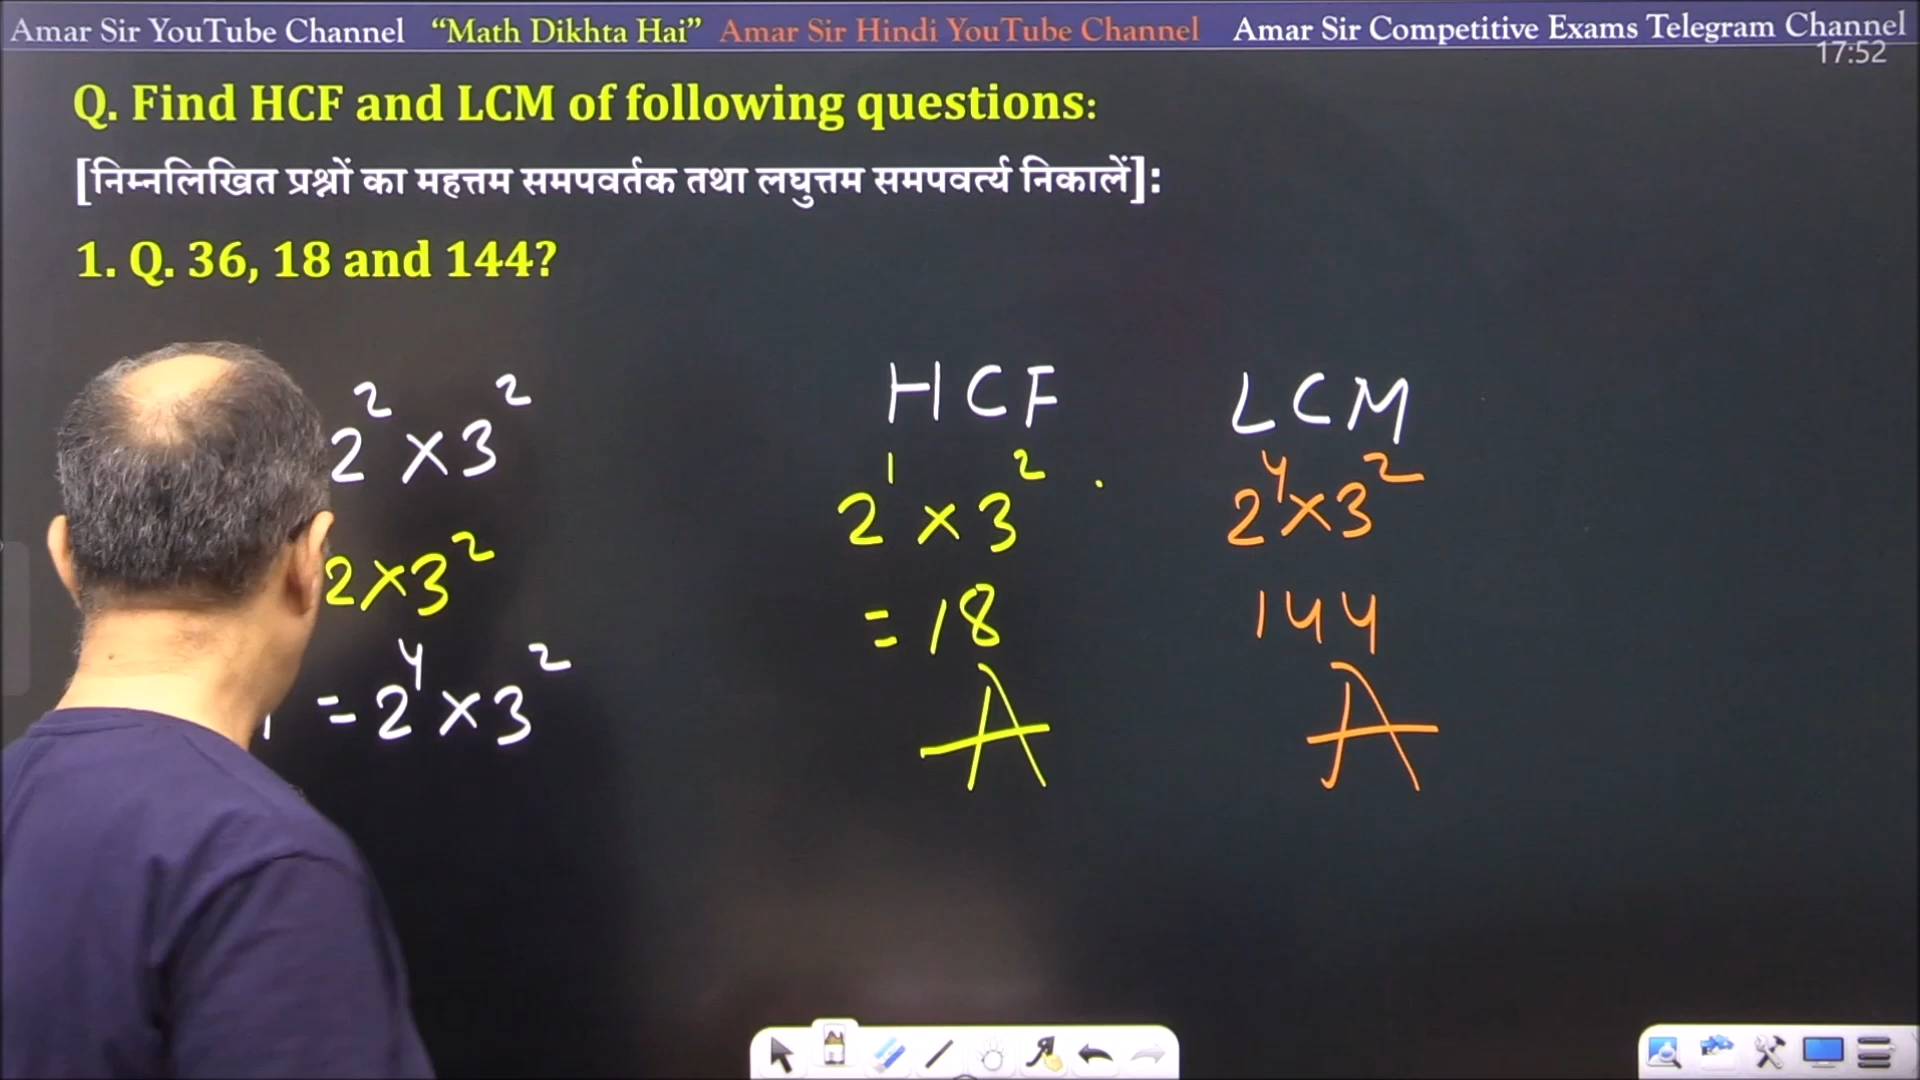 Amar Sir YouTube Channel "Math Dikhta Hai" Amar Sir Hindi YouTube Channel Amar Sir Competitive Exams Telegram Channel
17:52
Q. Find HCF and LCM of following questions:
[निम्नलिखित प्रश्नों का महत्तम समपवर्तक तथा लघुत्तम समपवर्त्य निकालें]:
1. Q. 36, 18 and 144?
HCF LCM
2² × 3²
2¹ × 3² 2⁴ × 3²
2 × 3²
= 18 144
= 2⁴ × 3²
A A